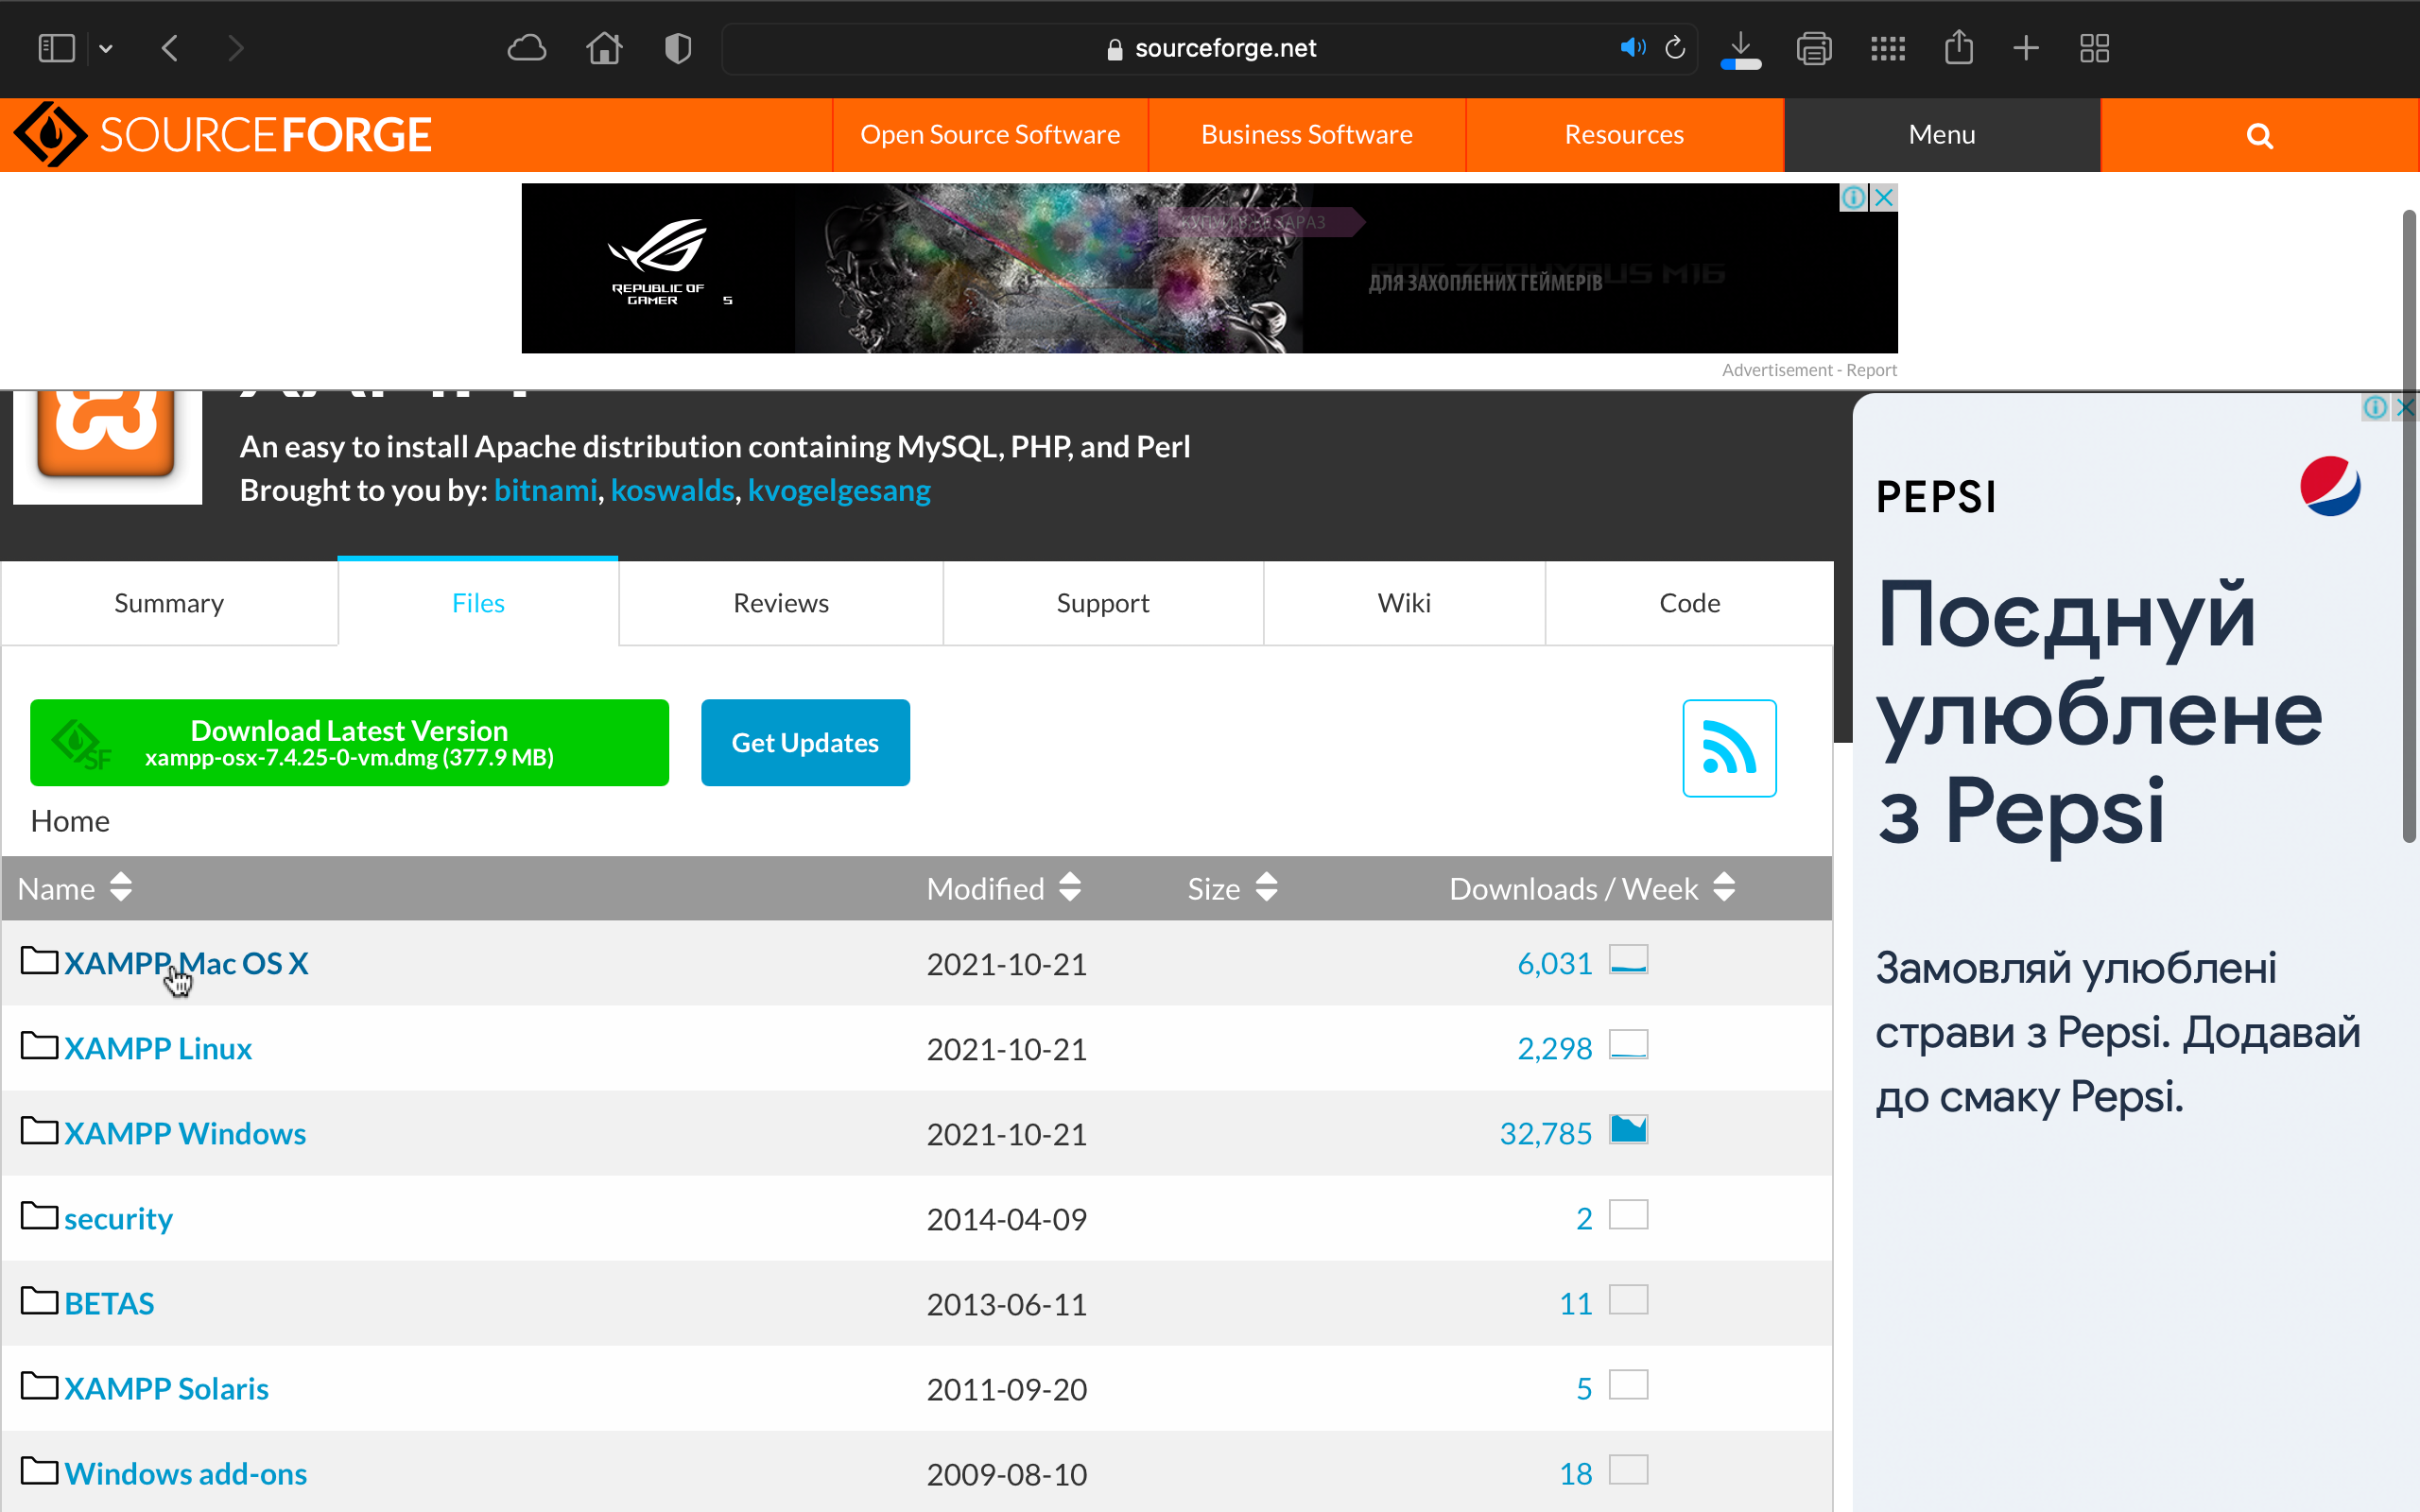 sourceforge.net
SOURCEFORGE
Open Source Software
Business Software
Resources
Menu
REPUBLIC OF
GAMER S
ДЛЯ ЗАХОПЛЕНИХ ГЕЙМЕРІВ
Advertisement - Report
An easy to install Apache distribution containing MySQL, PHP, and Perl
Brought to you by: bitnami, koswalds, kvogelgesang
Summary
Files
Reviews
Support
Wiki
Code
Download Latest Version
xampp-osx-7.4.25-0-vm.dmg (377.9 MB)
SF
Get Updates
Home
Name Modified Size Downloads / Week
XAMPP Mac OS X 2021-10-21 6,031
XAMPP Linux 2021-10-21 2,298
XAMPP Windows 2021-10-21 32,785
security 2014-04-09 2
BETAS 2013-06-11 11
XAMPP Solaris 2011-09-20 5
Windows add-ons 2009-08-10 18
PEPSI
Поєднуй
улюблене
з Pepsi
Замовляй улюблені
страви з Pepsi. Додавай
до смаку Pepsi.